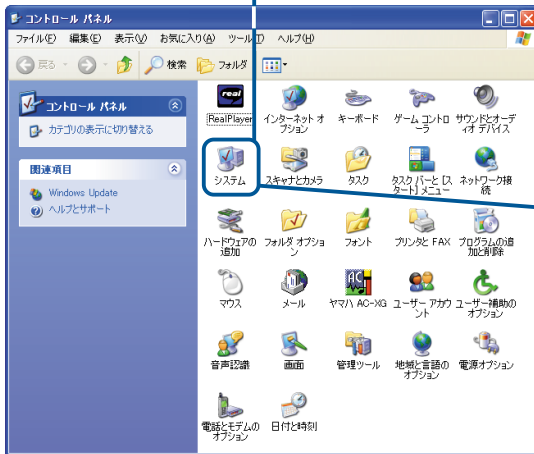 コントロール パネル
ファイル(F) 編集(E) 表示(V) お気に入り(A) ツール(T) ヘルプ(H)
戻る 検索 フォルダ
コントロール パネル
カテゴリの表示に切り替える
関連項目
Windows Update
ヘルプとサポート
real
RealPlayer
インターネット オ
プション
キーボード
ゲーム コントロ
ーラ
サウンドとオーデ
ィオ デバイス
システム
スキャナとカメラ
タスク
タスク バーと [ス
タート] メニュー
ネットワーク接
続
ハードウェアの
追加
フォルダ オプショ
ン
フォント
プリンタと FAX
プログラムの追
加と削除
マウス
メール
ヤマハ AC-XG
ユーザー アカウ
ント
ユーザー補助の
オプション
音声認識
画面
管理ツール
地域と言語の
オプション
電源オプション
電話とモデムの
オプション
日付と時刻